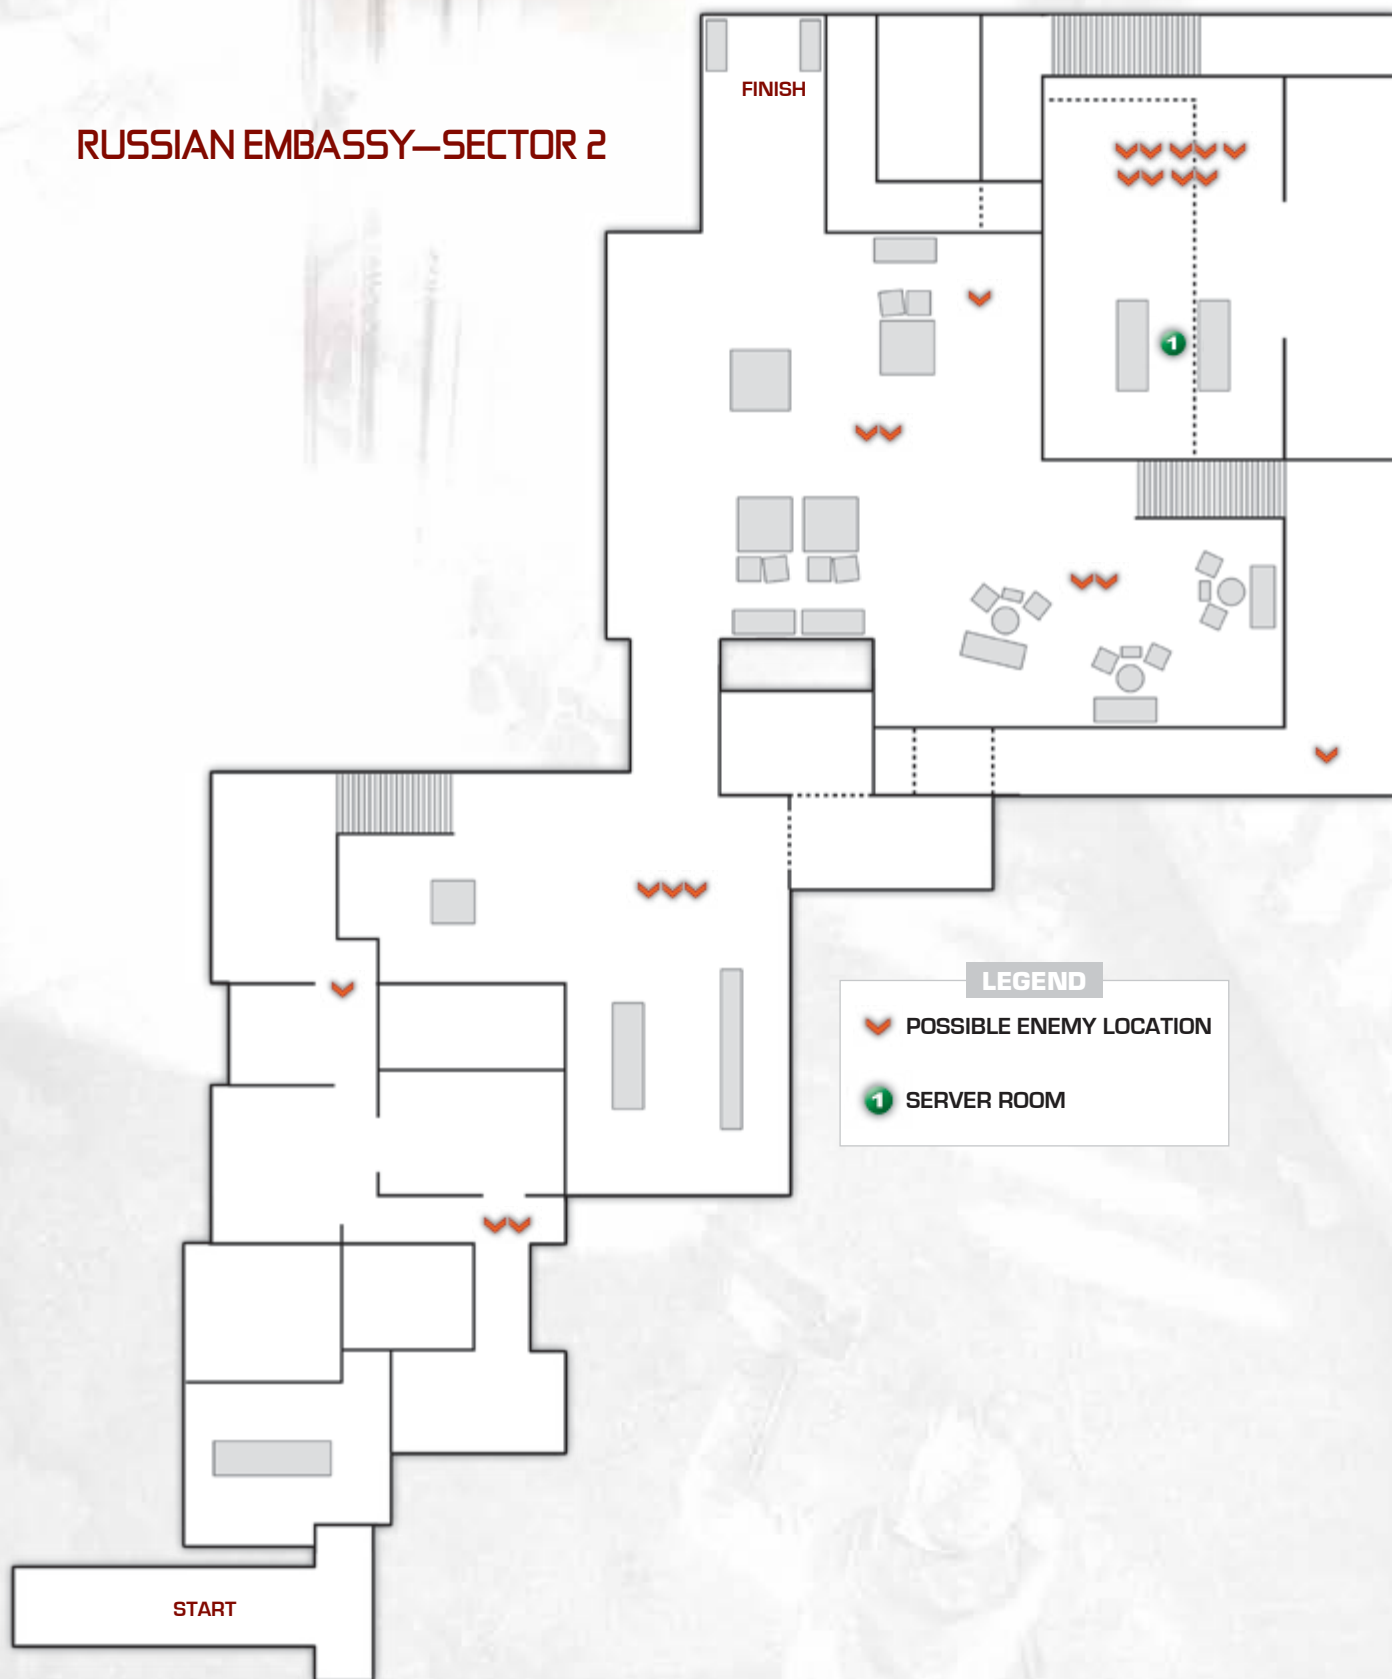 FINISH
RUSSIAN EMBASSY—SECTOR 2
1
LEGEND
POSSIBLE ENEMY LOCATION
1 SERVER ROOM
START